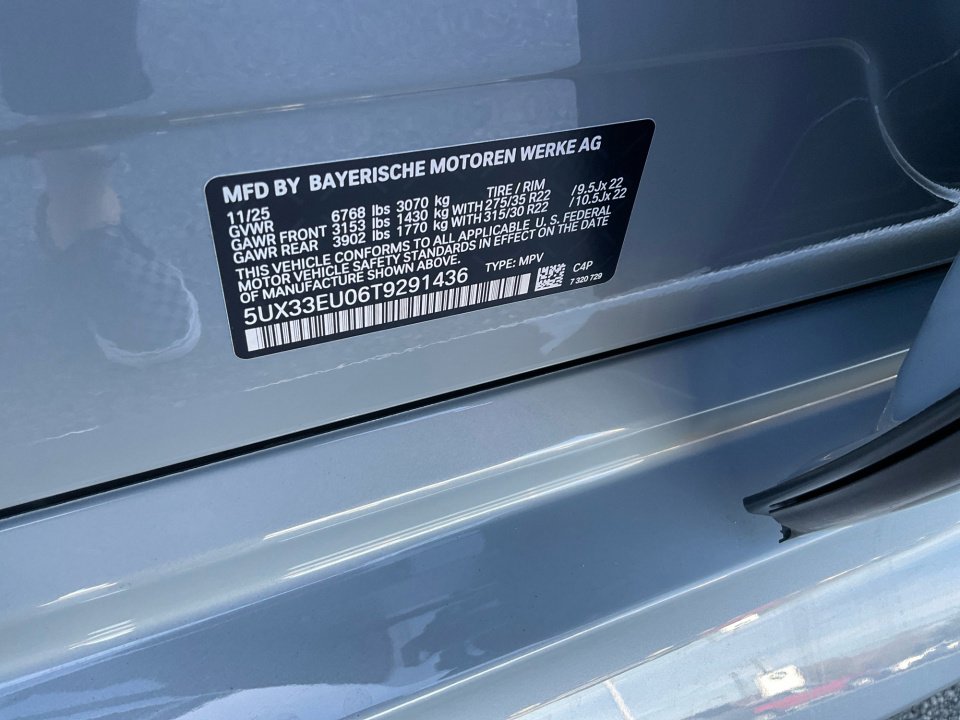 MFD BY BAYERISCHE MOTOREN WERKE AG
11/25 TIRE / RIM
GVWR 6768 lbs 3070 kg
GAWR FRONT 3153 lbs 1430 kg WITH 275/35 R22 /9.5Jx22
GAWR REAR 3902 lbs 1770 kg WITH 315/30 R22 /10.5Jx22
THIS VEHICLE CONFORMS TO ALL APPLICABLE U.S. FEDERAL
MOTOR VEHICLE SAFETY STANDARDS IN EFFECT ON THE DATE
OF MANUFACTURE SHOWN ABOVE.
5UX33EU06T9291436 TYPE: MPV C4P
7 320 729